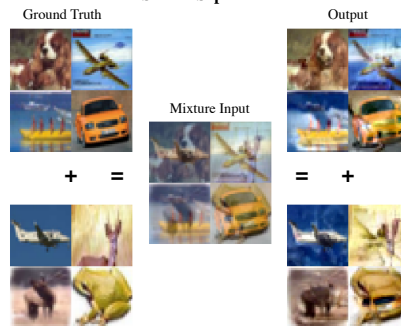 Ground Truth
Output
Mixture Input
+ = = +